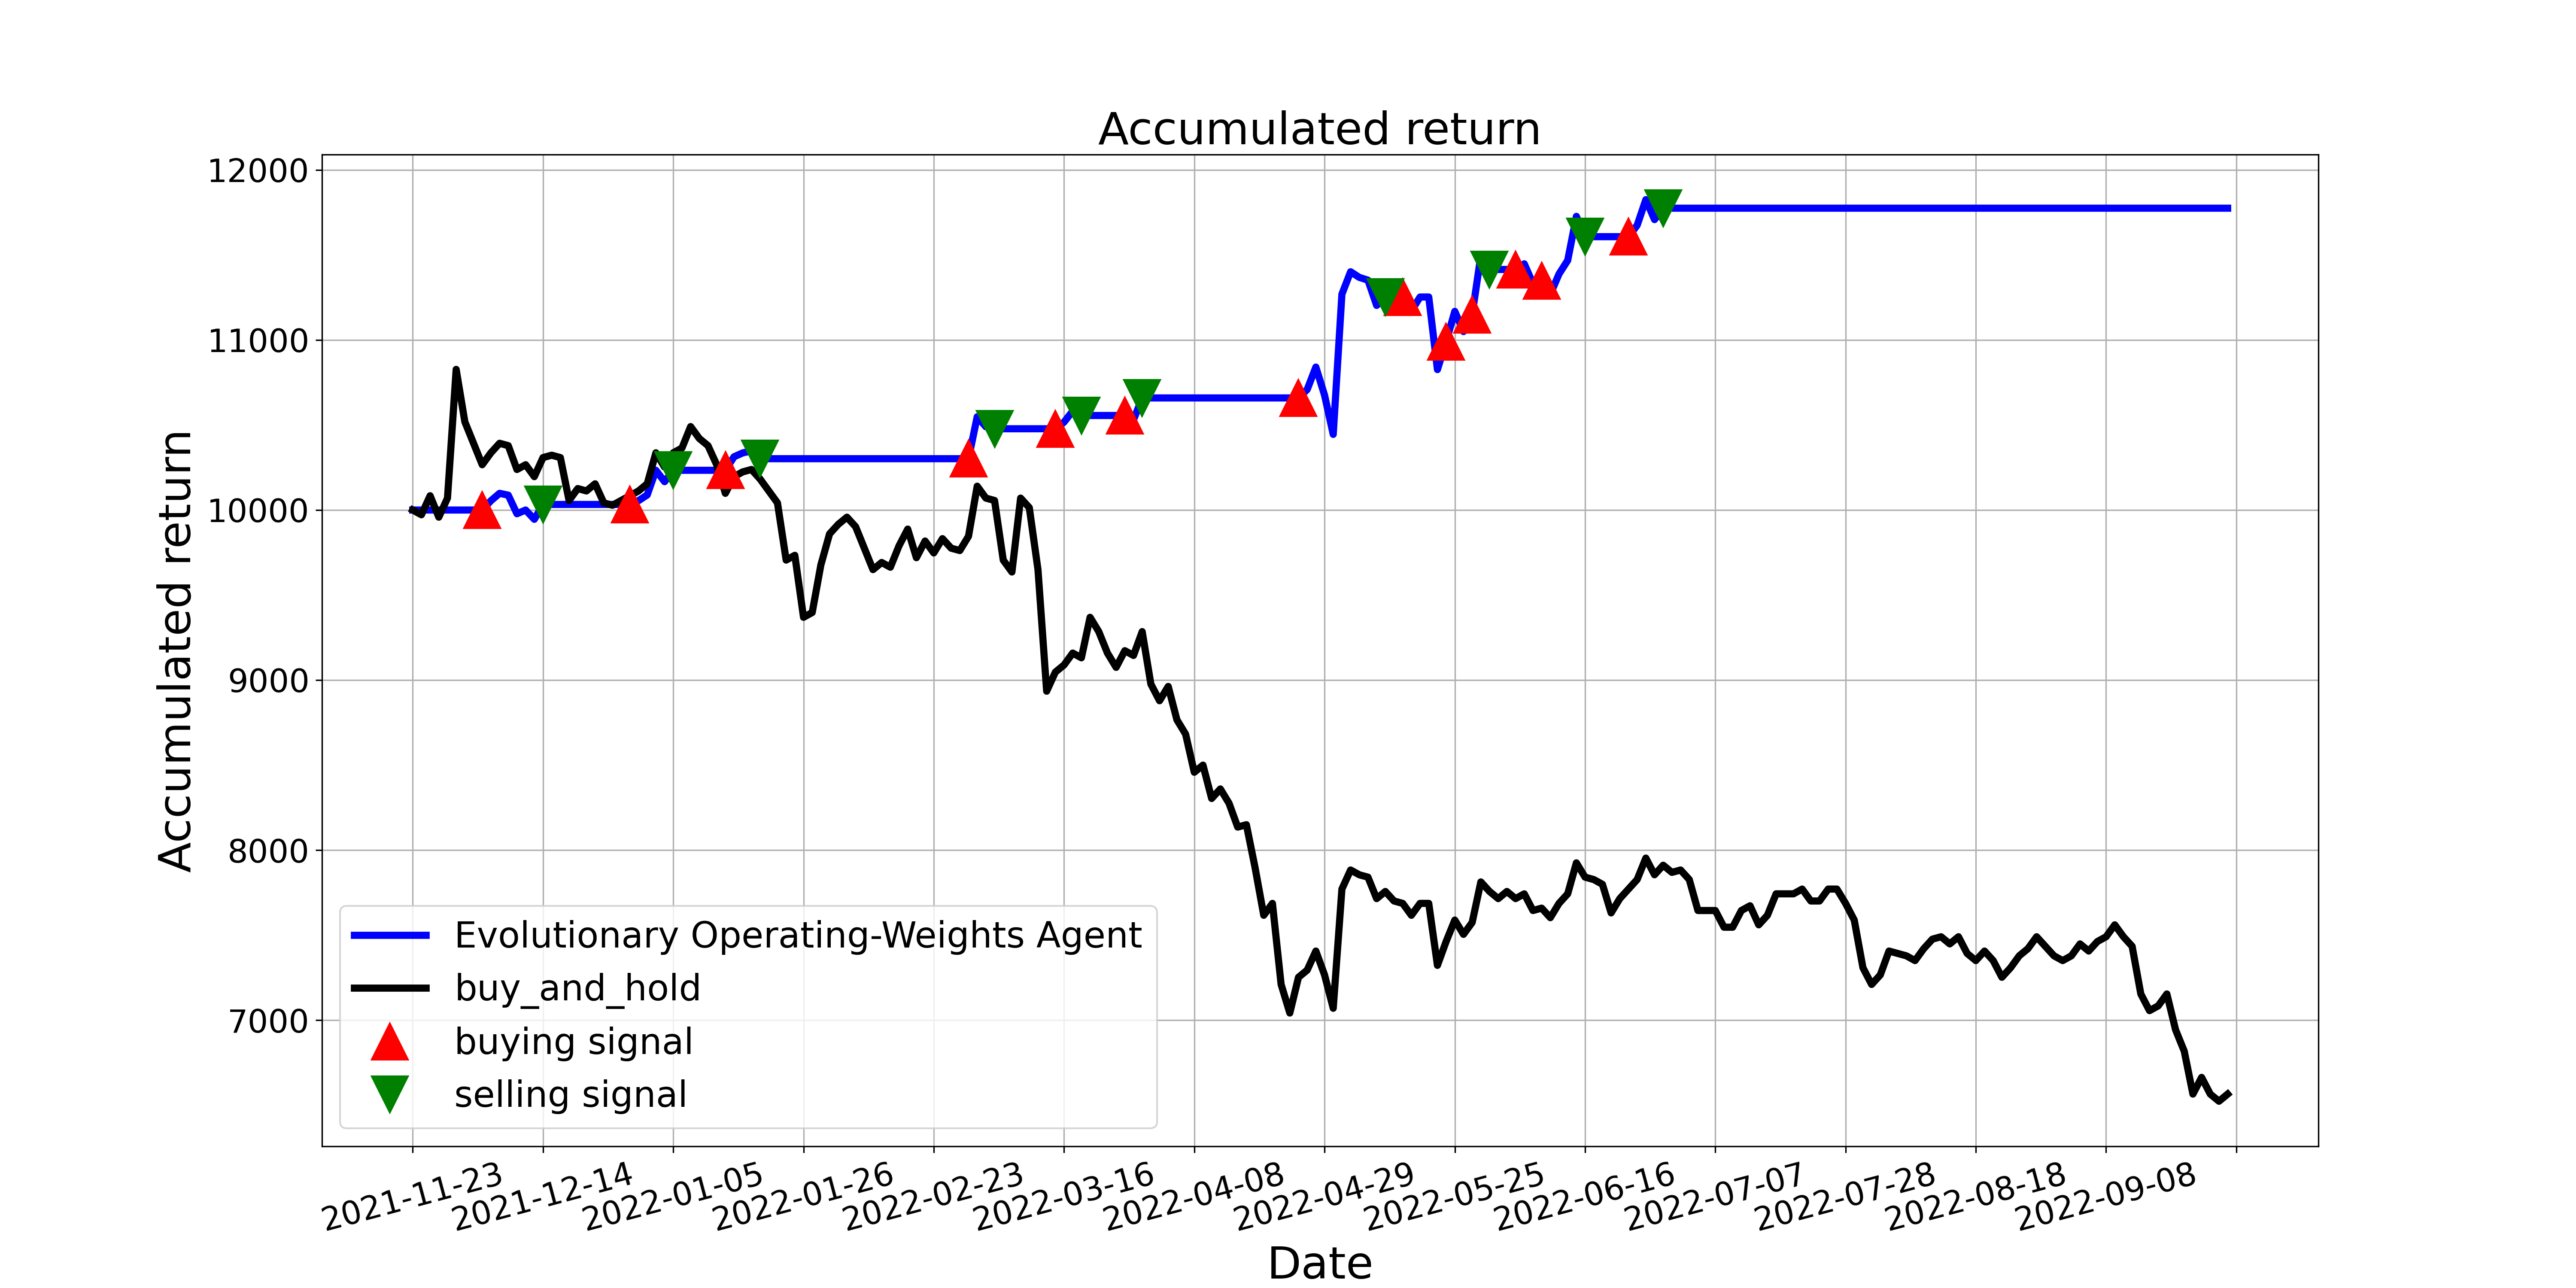 Accumulated return
12000
11000
10000
9000
8000
7000
Accumulated return
Evolutionary Operating-Weights Agent
buy_and_hold
buying signal
selling signal
2021-11-23
2021-12-14
2022-01-05
2022-01-26
2022-02-23
2022-03-16
2022-04-08
2022-04-29
2022-05-25
2022-06-16
2022-07-07
2022-07-28
2022-08-18
2022-09-08
Date